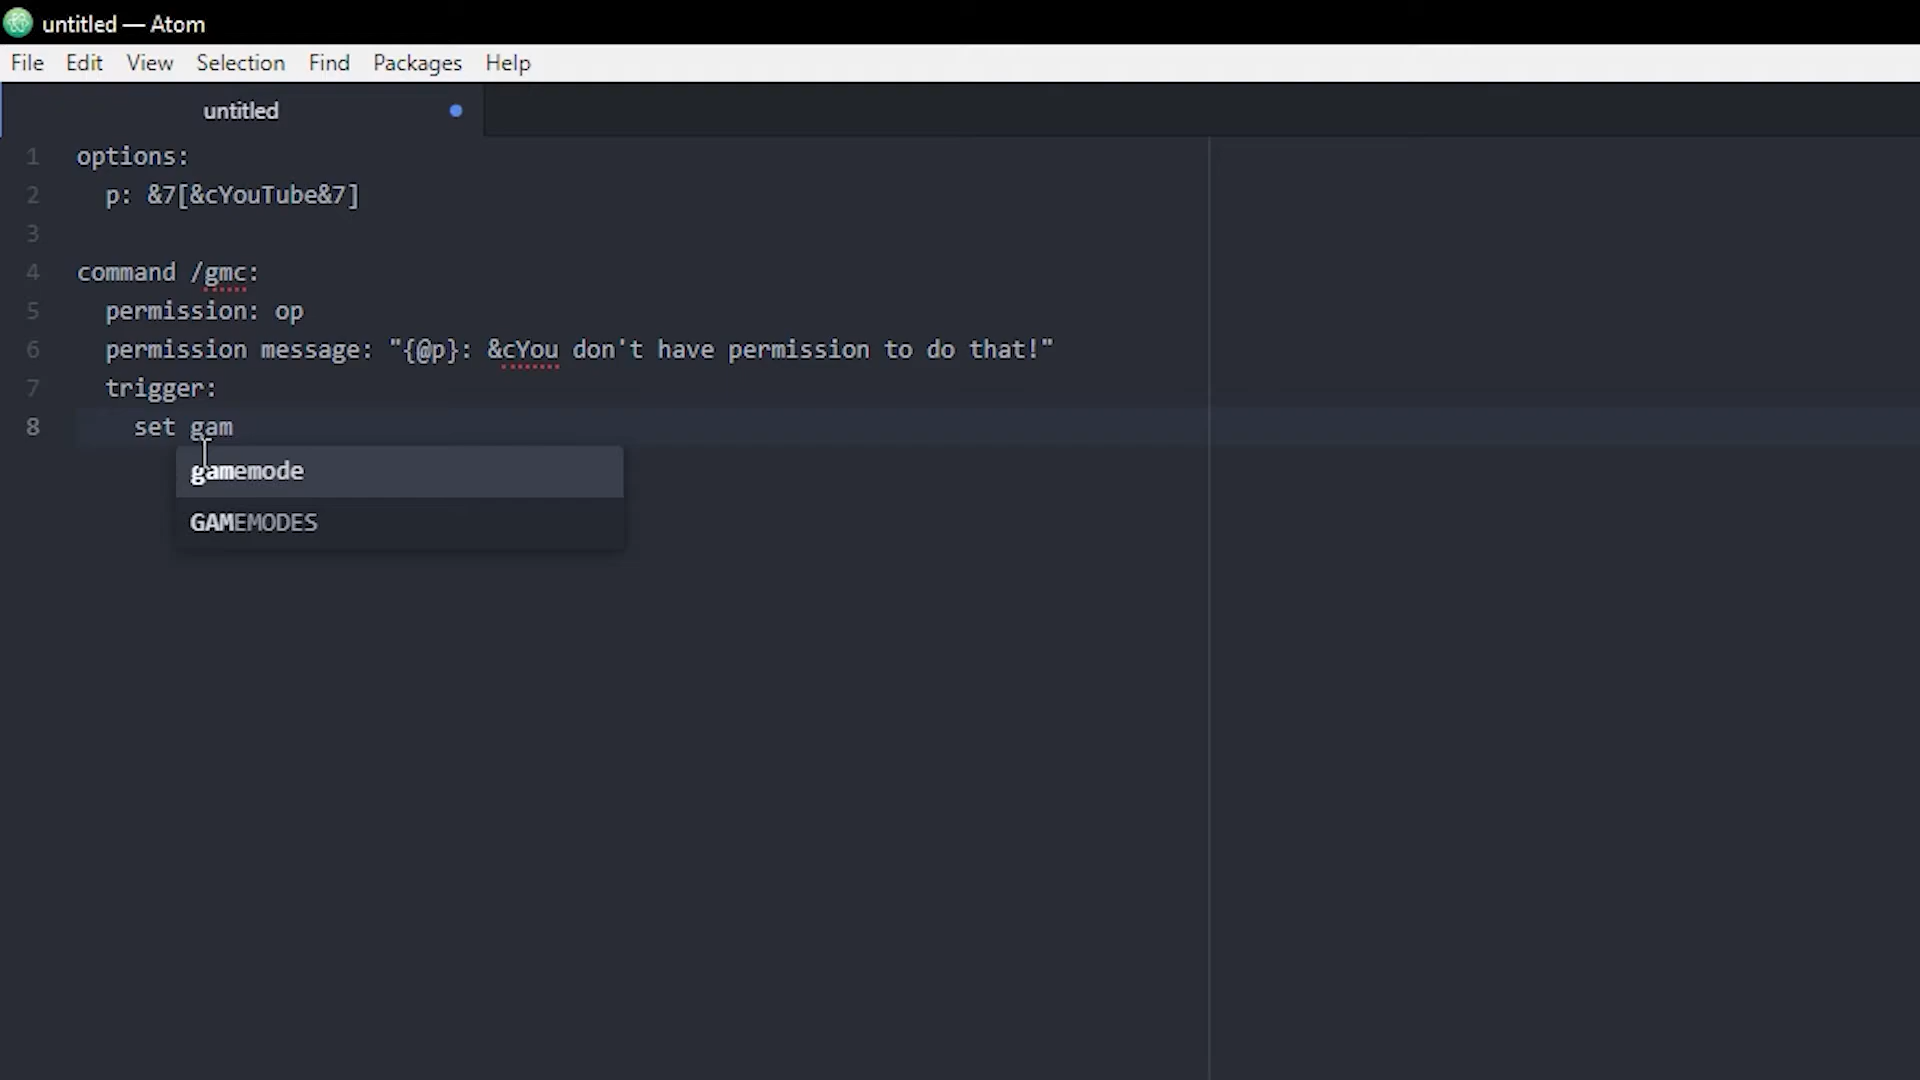 untitled — Atom
File Edit View Selection Find Packages Help
untitled
1 options:
2 p: &7[&cYouTube&7]
3
4 command /gmc:
5 permission: op
6 permission message: "{@p}: &cYou don't have permission to do that!"
7 trigger:
8 set gam
gamemode
GAMEMODES